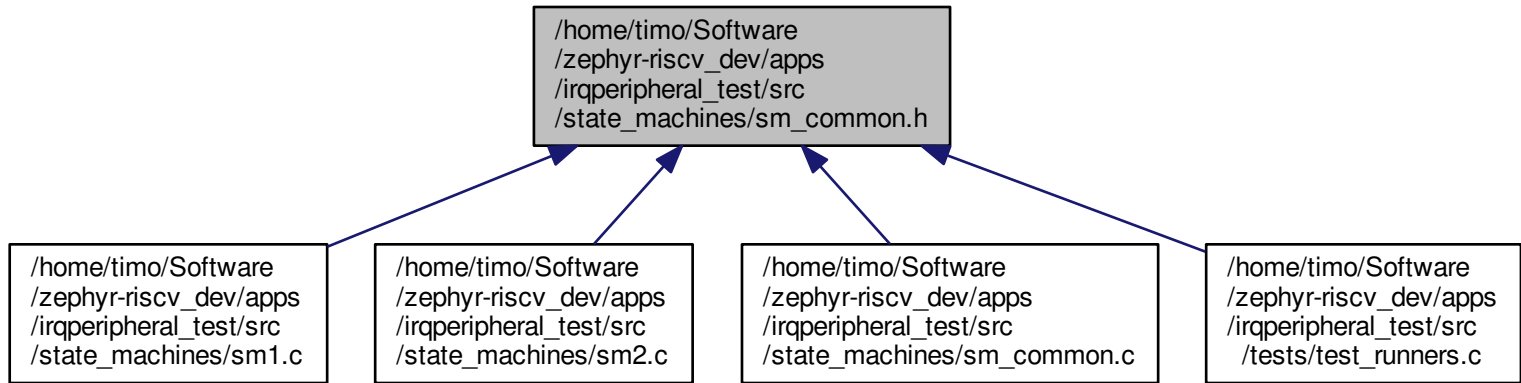 /home/timo/Software
/zephyr-riscv_dev/apps
/irqperipheral_test/src
/state_machines/sm_common.h
/home/timo/Software
/zephyr-riscv_dev/apps
/irqperipheral_test/src
/state_machines/sm1.c
/home/timo/Software
/zephyr-riscv_dev/apps
/irqperipheral_test/src
/state_machines/sm2.c
/home/timo/Software
/zephyr-riscv_dev/apps
/irqperipheral_test/src
/state_machines/sm_common.c
/home/timo/Software
/zephyr-riscv_dev/apps
/irqperipheral_test/src
/tests/test_runners.c